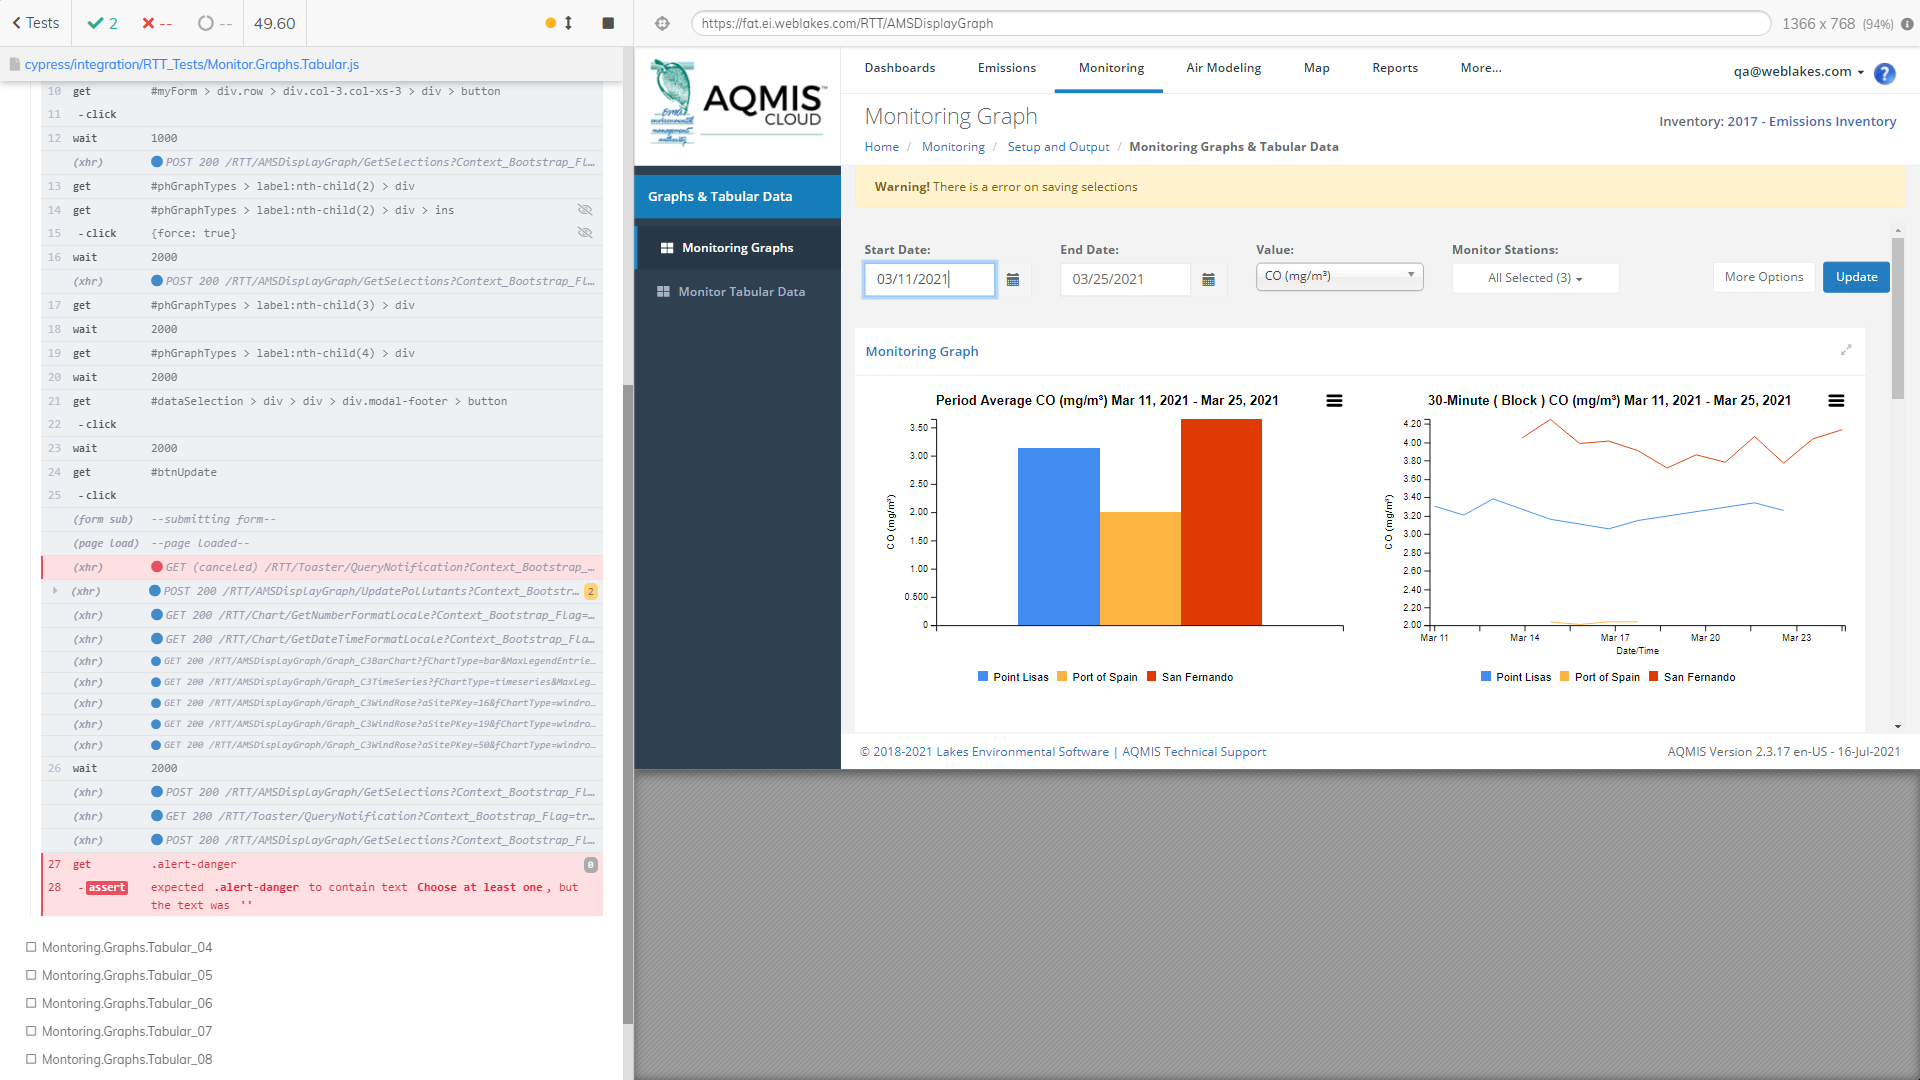 Tests
2
--
--
49.60
cypress/integration/RTT_Tests/Monitor.Graphs.Tabular.js
10 get #myForm > div.row > div.col-3.col-xs-3 > div > button
11 - click
12 wait 1000
(xhr) POST 200 /RTT/AMSDisplayGraph/GetSelections?Context_Bootstrap_Fl...
13 get #phGraphTypes > label:nth-child(2) > div
14 get #phGraphTypes > label:nth-child(2) > div > ins
15 - click {force: true}
16 wait 2000
(xhr) POST 200 /RTT/AMSDisplayGraph/GetSelections?Context_Bootstrap_Fl...
17 get #phGraphTypes > label:nth-child(3) > div
18 wait 2000
19 get #phGraphTypes > label:nth-child(4) > div
20 wait 2000
21 get #dataSelection > div > div > div.modal-footer > button
22 - click
23 wait 2000
24 get #btnUpdate
25 - click
(form sub) --submitting form--
(page load) --page loaded--
(xhr) GET (canceled) /RTT/Toaster/QueryNotification?Context_Bootstrap_...
(xhr) POST 200 /RTT/AMSDisplayGraph/UpdatePollutants?Context_Bootstr... 2
(xhr) GET 200 /RTT/Chart/GetNumberFormatLocale?Context_Bootstrap_Flag=...
(xhr) GET 200 /RTT/Chart/GetDateTimeFormatLocale?Context_Bootstrap_Fla...
(xhr) GET 200 /RTT/AMSDisplayGraph/Graph_C3BarChart?fChartType=bar&MaxLegendEntrie...
(xhr) GET 200 /RTT/AMSDisplayGraph/Graph_C3TimeSeries?fChartType=timeseries&MaxLeg...
(xhr) GET 200 /RTT/AMSDisplayGraph/Graph_C3WindRose?aSitePKey=16&fChartType=windro...
(xhr) GET 200 /RTT/AMSDisplayGraph/Graph_C3WindRose?aSitePKey=19&fChartType=windro...
(xhr) GET 200 /RTT/AMSDisplayGraph/Graph_C3WindRose?aSitePKey=50&fChartType=windro...
26 wait 2000
(xhr) POST 200 /RTT/AMSDisplayGraph/GetSelections?Context_Bootstrap_Fl...
(xhr) GET 200 /RTT/Toaster/QueryNotification?Context_Bootstrap_Flag=tr...
(xhr) POST 200 /RTT/AMSDisplayGraph/GetSelections?Context_Bootstrap_Fl...
27 get .alert-danger 0
28 - assert expected .alert-danger to contain text Choose at least one, but
the text was ''
Montoring.Graphs.Tabular_04
Montoring.Graphs.Tabular_05
Montoring.Graphs.Tabular_06
Montoring.Graphs.Tabular_07
Montoring.Graphs.Tabular_08
https://fat.ei.weblakes.com/RTT/AMSDisplayGraph
1366 x 768 (94%)
AQMIS™
CLOUD
Dashboards Emissions Monitoring Air Modeling Map Reports More...
qa@weblakes.com ?
Monitoring Graph
Inventory: 2017 - Emissions Inventory
Home / Monitoring / Setup and Output / Monitoring Graphs & Tabular Data
Graphs & Tabular Data
Monitoring Graphs
Monitor Tabular Data
Warning! There is a error on saving selections
Start Date: End Date: Value: Monitor Stations:
03/11/2021 03/25/2021 CO (mg/m³) All Selected (3) More Options Update
Monitoring Graph
Period Average CO (mg/m³) Mar 11, 2021 - Mar 25, 2021
3.50
3.00
2.50
2.00
1.50
1.00
0.500
0
CO (mg/m³)
Point Lisas Port of Spain San Fernando
30-Minute ( Block ) CO (mg/m³) Mar 11, 2021 - Mar 25, 2021
4.20
4.00
3.80
3.60
3.40
3.20
3.00
2.80
2.60
2.40
2.20
2.00
CO (mg/m³)
Mar 11 Mar 14 Mar 17 Mar 20 Mar 23
Date/Time
Point Lisas Port of Spain San Fernando
© 2018-2021 Lakes Environmental Software | AQMIS Technical Support
AQMIS Version 2.3.17 en-US - 16-Jul-2021